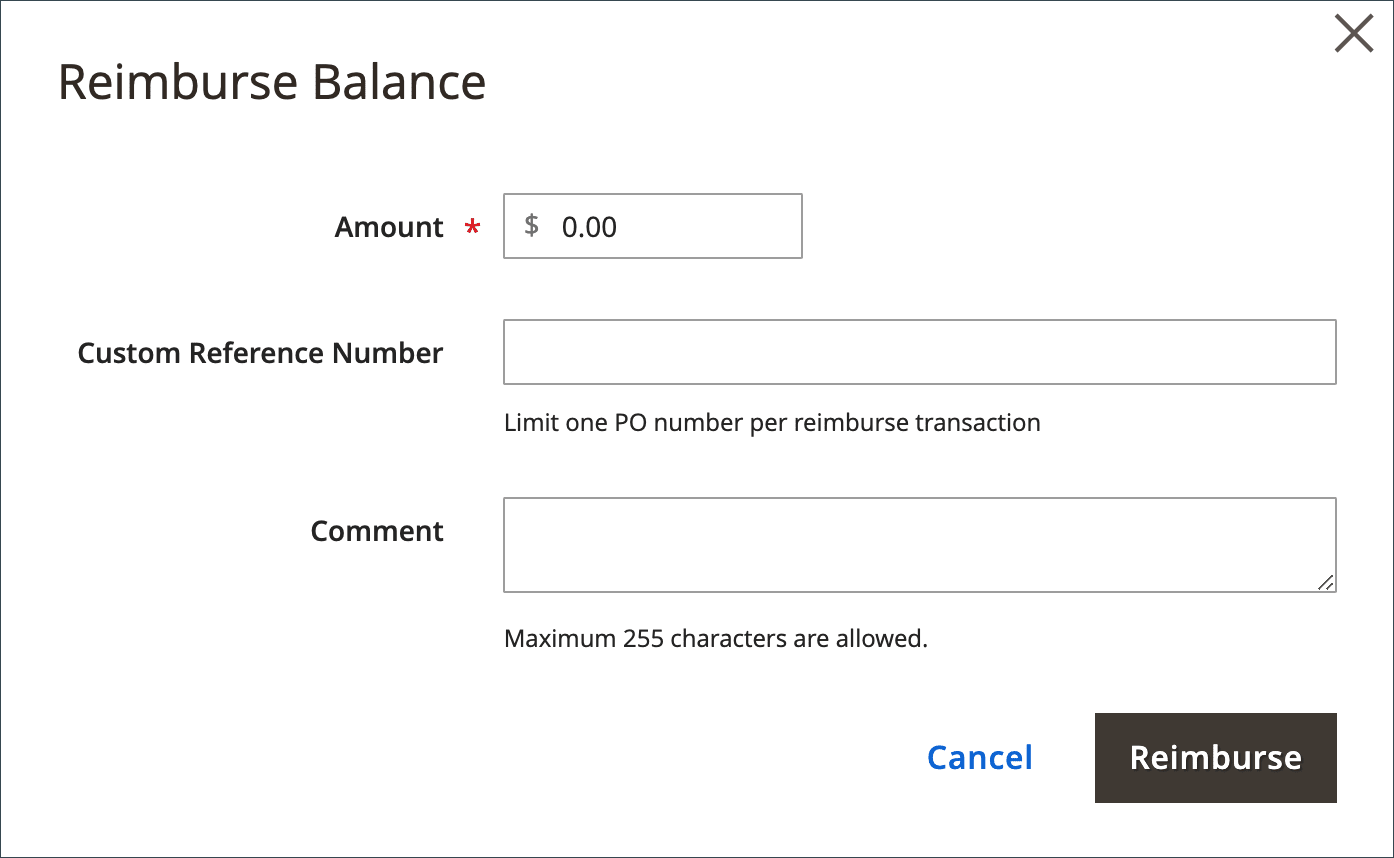 Reimburse Balance
Amount *
$ 0.00
Custom Reference Number
Limit one PO number per reimburse transaction
Comment
Maximum 255 characters are allowed.
Cancel
Reimburse